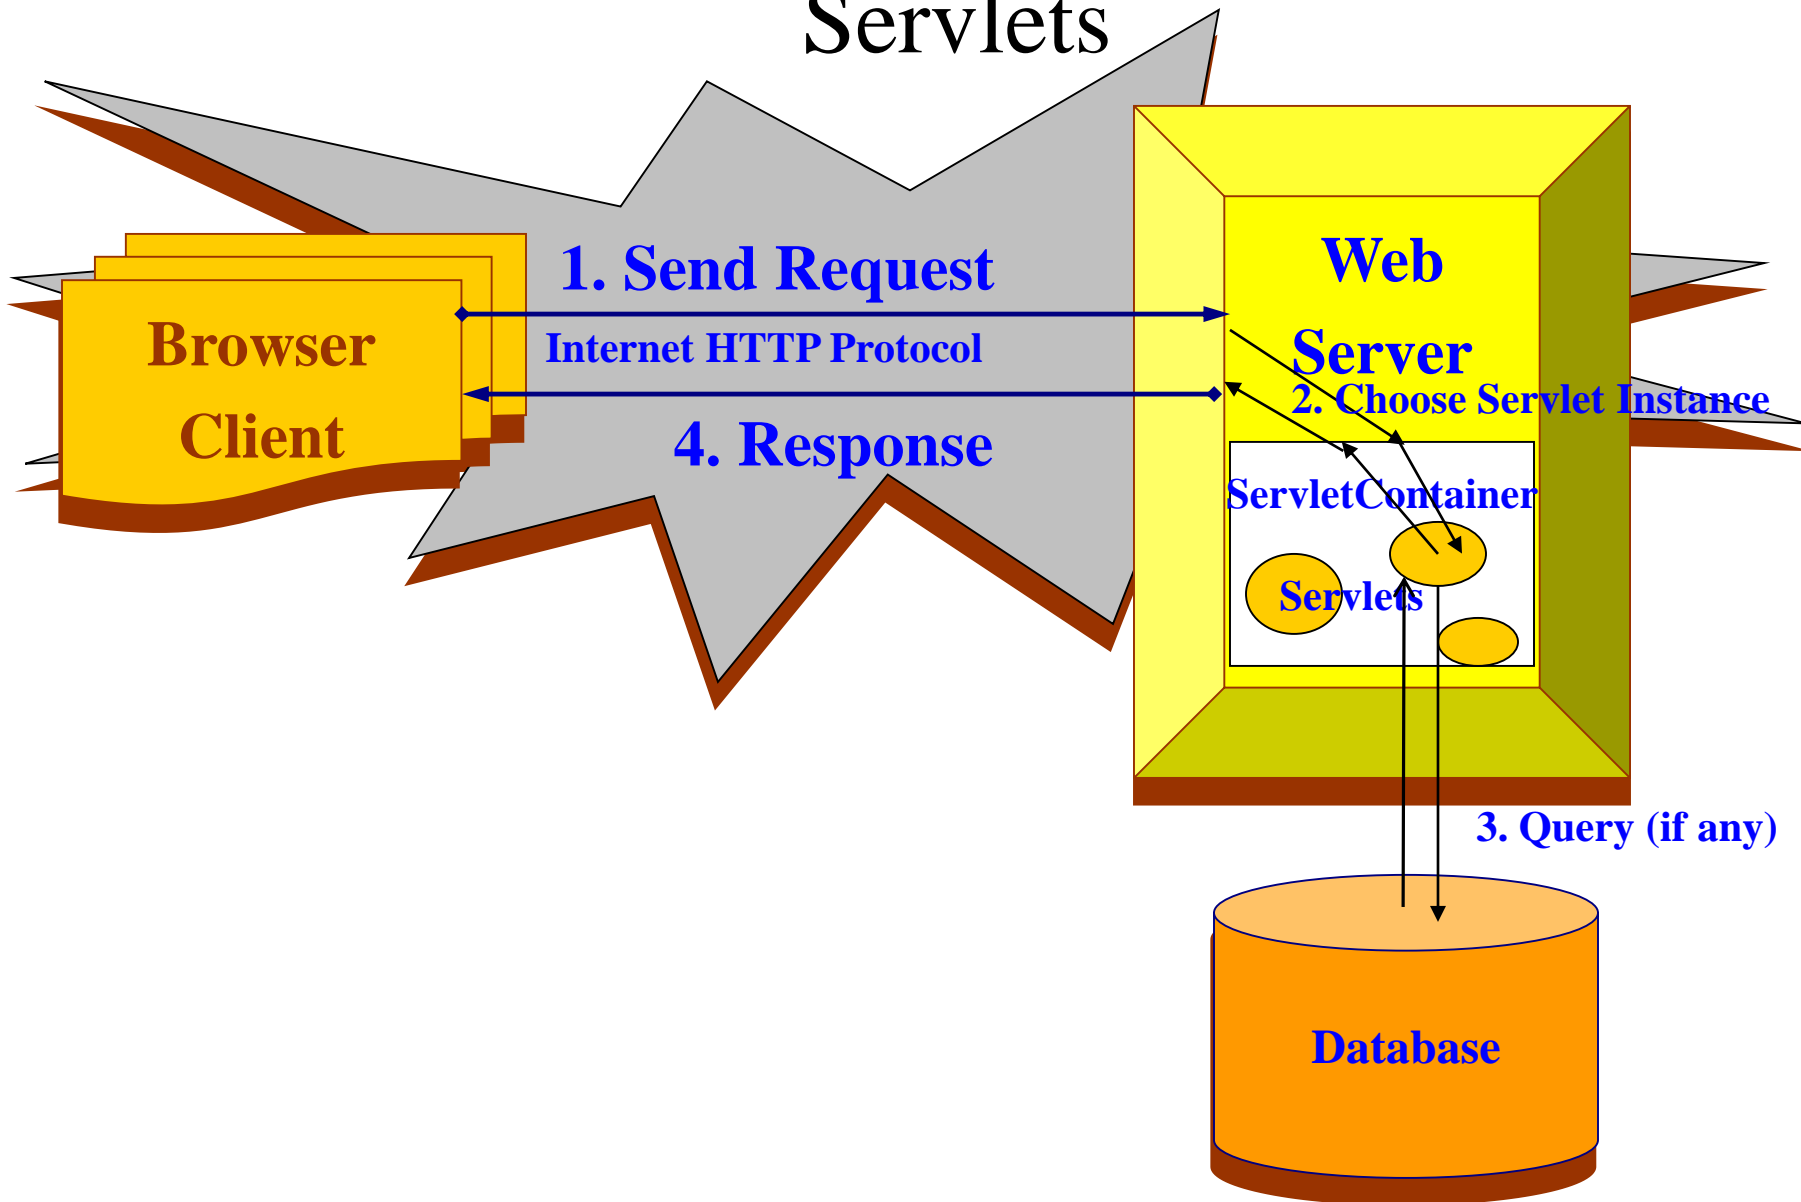 Servlets
1. Send Request
Internet HTTP Protocol
4. Response
Browser
Client
Web
Server
2. Choose Servlet Instance
ServletContainer
Servlets
3. Query (if any)
Database